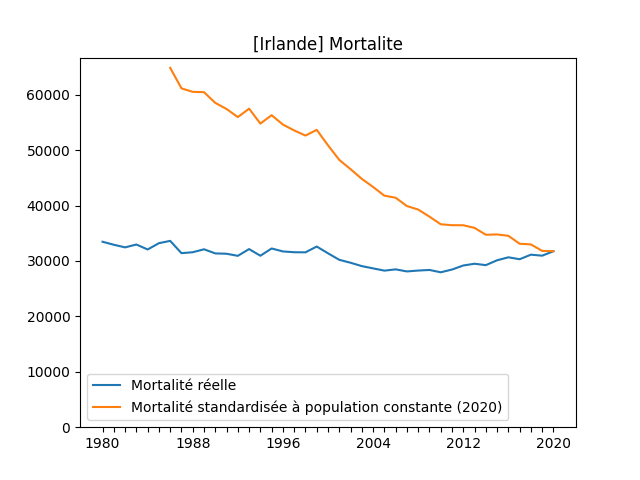 [Irlande] Mortalite
60000
50000
40000
30000
20000
10000
0
Mortalité réelle
Mortalité standardisée à population constante (2020)
1980 1988 1996 2004 2012 2020